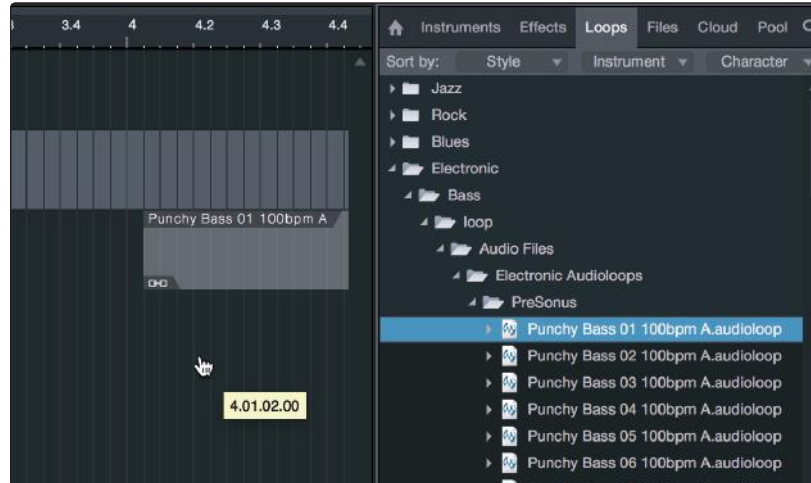 3.4 4 4.2 4.3 4.4
Punchy Bass 01 100bpm A
4.01.02.00
Instruments Effects Loops Files Cloud Pool
Sort by: Style Instrument Character
Jazz
Rock
Blues
Electronic
Bass
loop
Audio Files
Electronic Audioloops
PreSonus
Punchy Bass 01 100bpm A.audioloop
Punchy Bass 02 100bpm A.audioloop
Punchy Bass 03 100bpm A.audioloop
Punchy Bass 04 100bpm A.audioloop
Punchy Bass 05 100bpm A.audioloop
Punchy Bass 06 100bpm A.audioloop